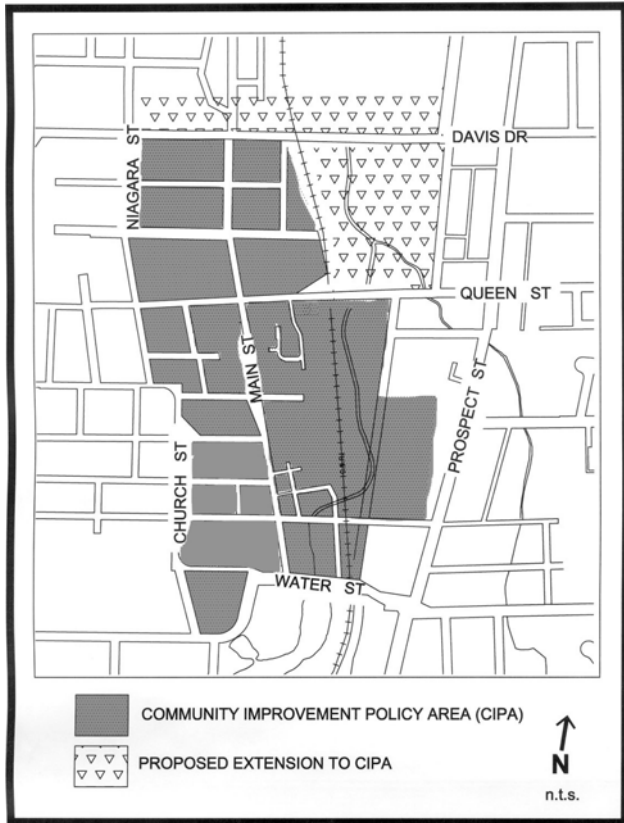 DAVIS DR
NIAGARA ST
QUEEN ST
MAIN ST
PROSPECT ST
CHURCH ST
WATER ST
COMMUNITY IMPROVEMENT POLICY AREA (CIPA)
PROPOSED EXTENSION TO CIPA
N
n.t.s.